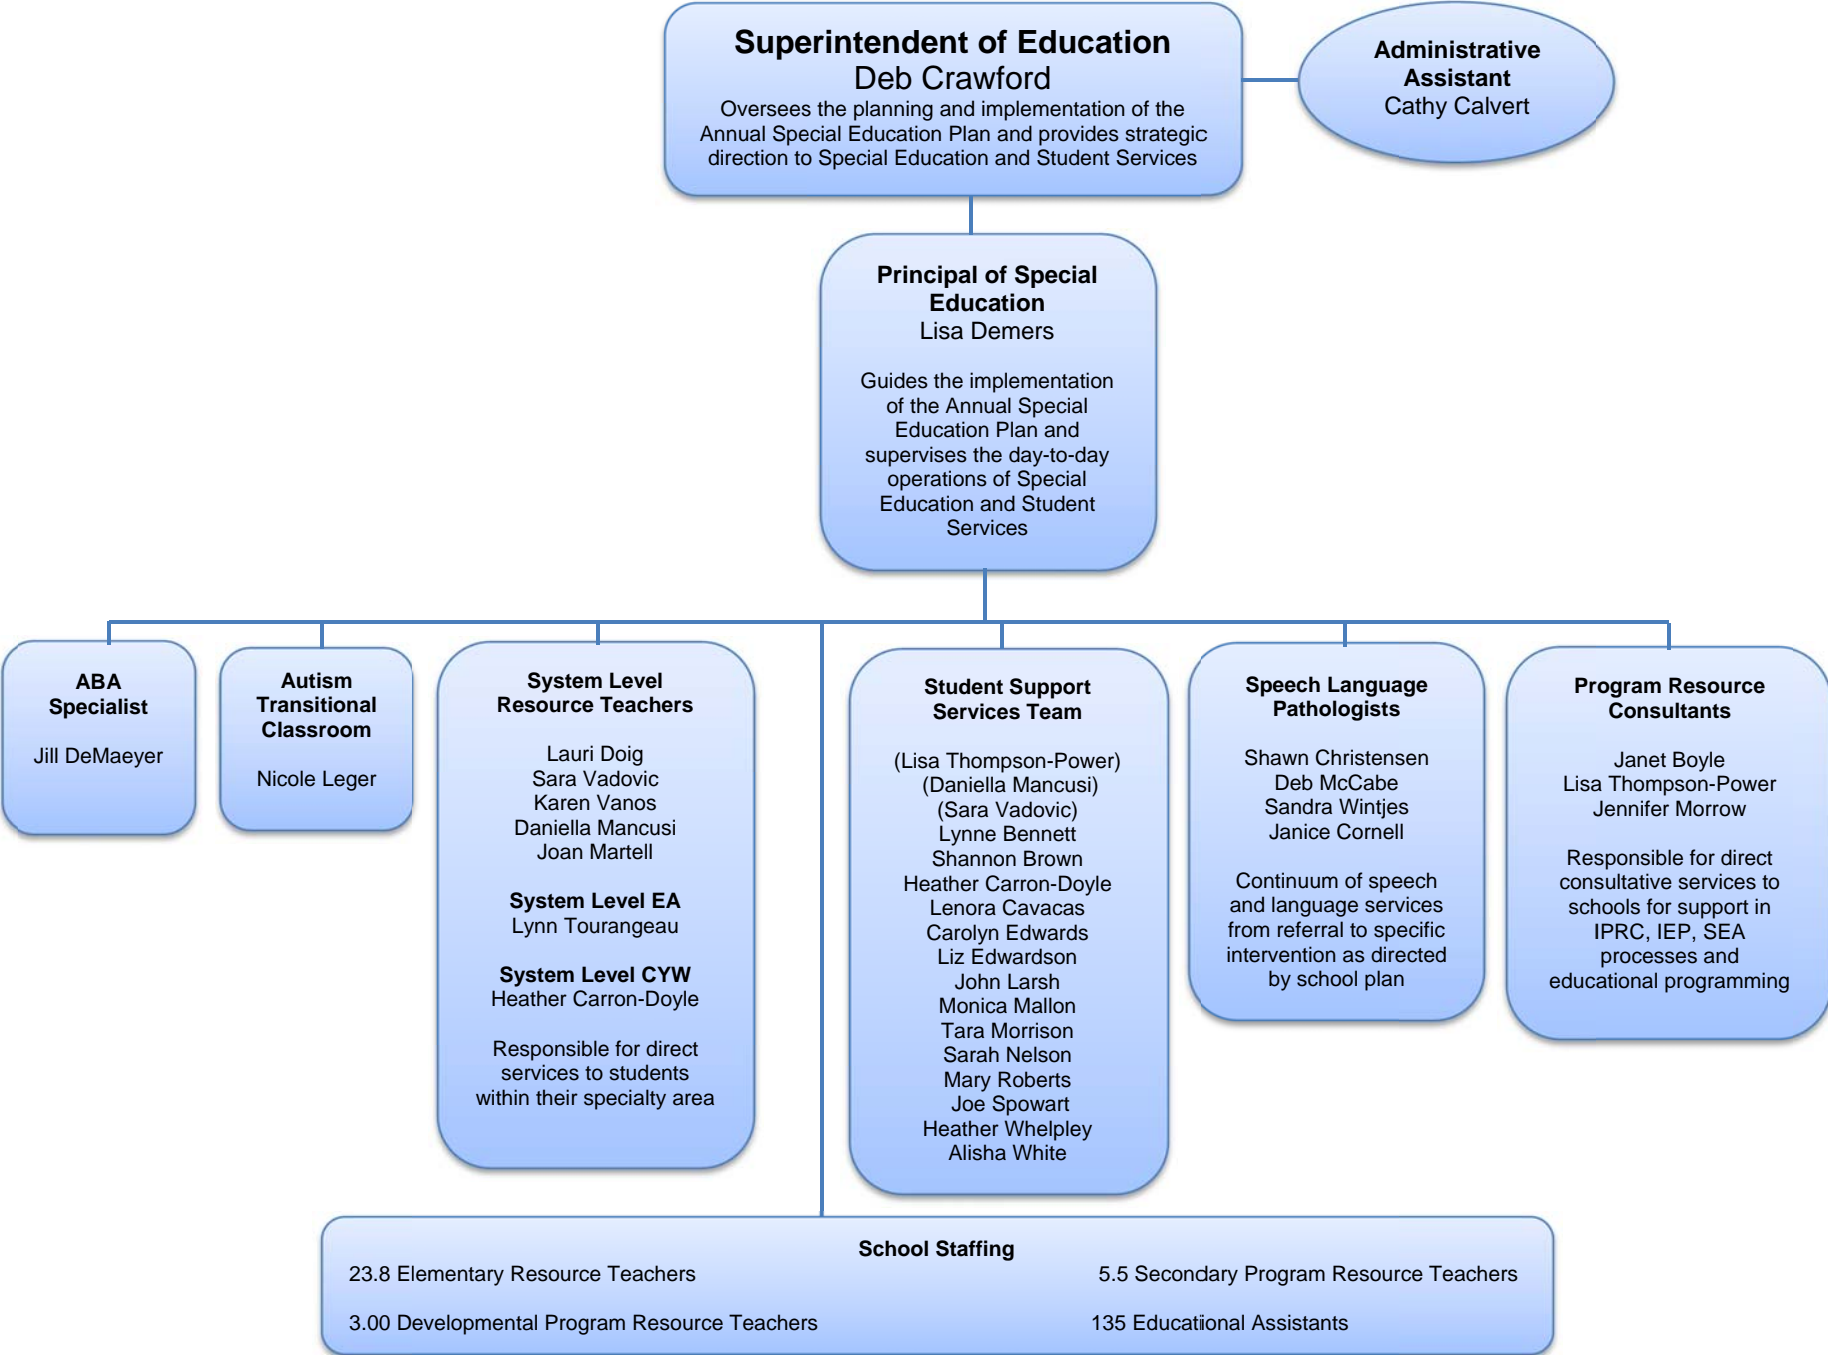 Superintendent of Education
Deb Crawford
Oversees the planning and implementation of the
Annual Special Education Plan and provides strategic
direction to Special Education and Student Services
Administrative
Assistant
Cathy Calvert
Principal of Special
Education
Lisa Demers
Guides the implementation
of the Annual Special
Education Plan and
supervises the day-to-day
operations of Special
Education and Student
Services
ABA
Specialist
Jill DeMaeyer
Autism
Transitional
Classroom
Nicole Leger
System Level
Resource Teachers
Lauri Doig
Sara Vadovic
Karen Vanos
Daniella Mancusi
Joan Martell
System Level EA
Lynn Tourangeau
System Level CYW
Heather Carron-Doyle
Responsible for direct
services to students
within their specialty area
Student Support
Services Team
(Lisa Thompson-Power)
(Daniella Mancusi)
(Sara Vadovic)
Lynne Bennett
Shannon Brown
Heather Carron-Doyle
Lenora Cavacas
Carolyn Edwards
Liz Edwardson
John Larsh
Monica Mallon
Tara Morrison
Sarah Nelson
Mary Roberts
Joe Spowart
Heather Whelpley
Alisha White
Speech Language
Pathologists
Shawn Christensen
Deb McCabe
Sandra Wintjes
Janice Cornell
Continuum of speech
and language services
from referral to specific
intervention as directed
by school plan
Program Resource
Consultants
Janet Boyle
Lisa Thompson-Power
Jennifer Morrow
Responsible for direct
consultative services to
schools for support in
IPRC, IEP, SEA
processes and
educational programming
School Staffing
23.8 Elementary Resource Teachers
5.5 Secondary Program Resource Teachers
3.00 Developmental Program Resource Teachers
135 Educational Assistants